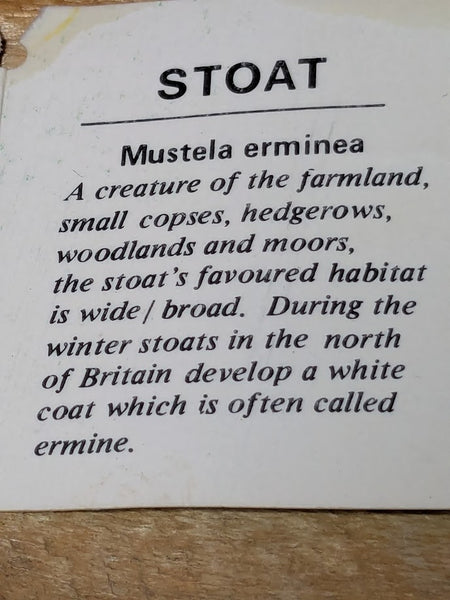 STOAT
Mustela erminea
A creature of the farmland,
small copses, hedgerows,
woodlands and moors,
the stoat's favoured habitat
is wide/ broad. During the
winter stoats in the north
of Britain develop a white
coat which is often called
ermine.